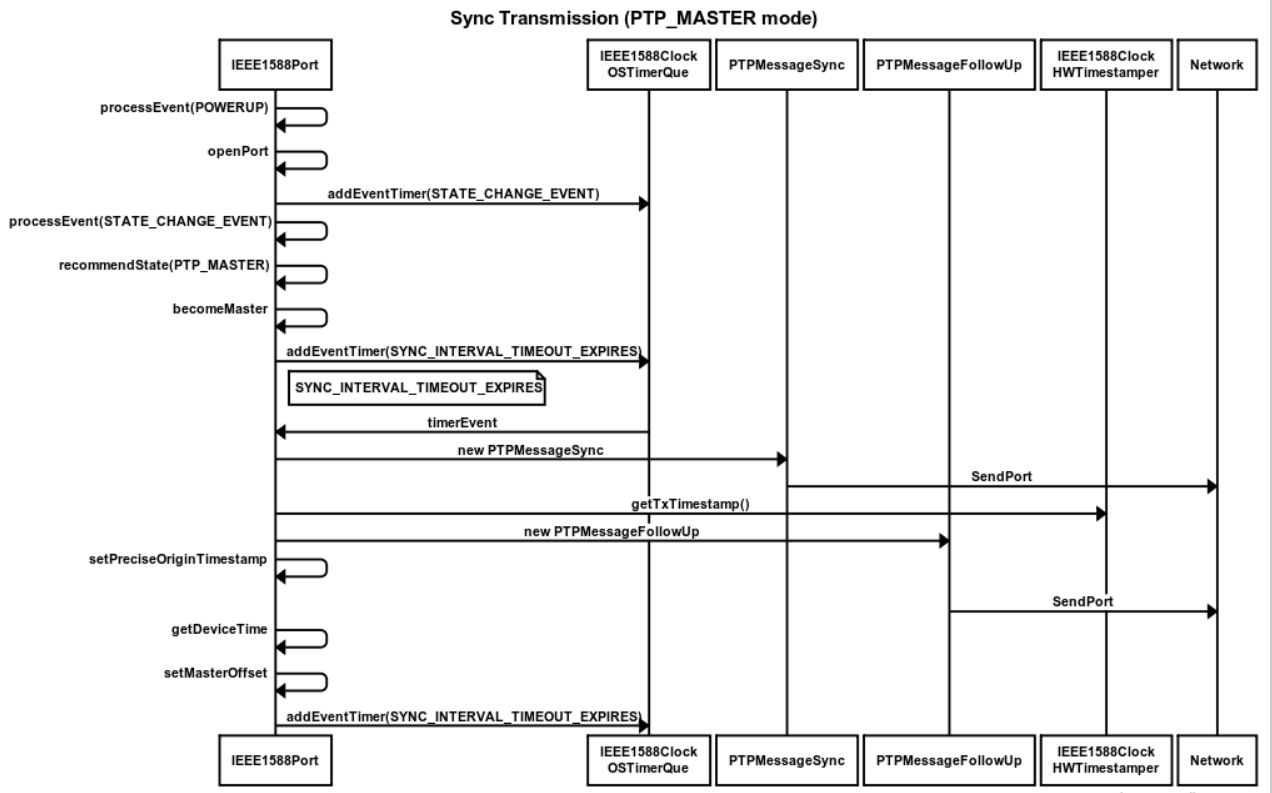 Sync Transmission (PTP_MASTER mode)
IEEE1588Port
IEEE1588Clock
OSTimerQue
PTPMessageSync
PTPMessageFollowUp
IEEE1588Clock
HWTimestamper
Network
processEvent(POWERUP)
openPort
addEventTimer(STATE_CHANGE_EVENT)
processEvent(STATE_CHANGE_EVENT)
recommendState(PTP_MASTER)
becomeMaster
addEventTimer(SYNC_INTERVAL_TIMEOUT_EXPIRES)
SYNC_INTERVAL_TIMEOUT_EXPIRES
timerEvent
new PTPMessageSync
SendPort
getTxTimestamp()
new PTPMessageFollowUp
setPreciseOriginTimestamp
SendPort
getDeviceTime
setMasterOffset
addEventTimer(SYNC_INTERVAL_TIMEOUT_EXPIRES)
IEEE1588Port
IEEE1588Clock
OSTimerQue
PTPMessageSync
PTPMessageFollowUp
IEEE1588Clock
HWTimestamper
Network